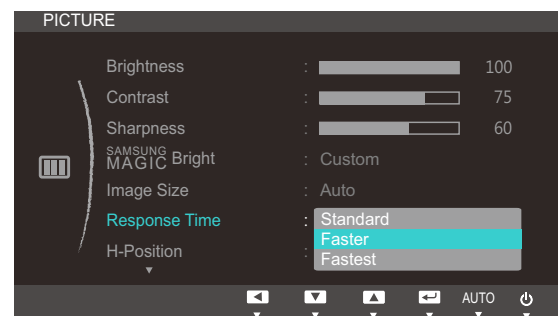 PICTURE
Brightness : 100
Contrast : 75
Sharpness : 60
SAMSUNG
MAGIC Bright : Custom
Image Size : Auto
Response Time : Standard
Faster
H-Position : Fastest
AUTO